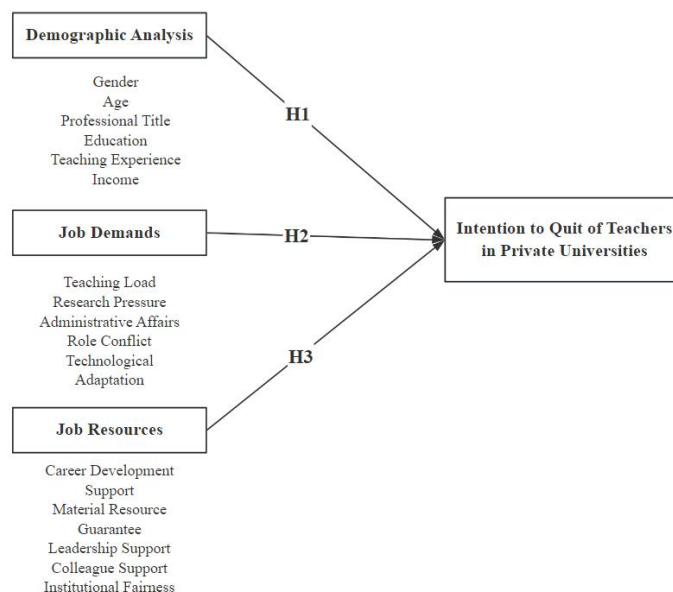 Demographic Analysis
Gender
Age
Professional Title
Education
Teaching Experience
Income
H1
Job Demands
H2
Intention to Quit of Teachers
in Private Universities
Teaching Load
Research Pressure
Administrative Affairs
Role Conflict
Technological
Adaptation
H3
Job Resources
Career Development
Support
Material Resource
Guarantee
Leadership Support
Colleague Support
Institutional Fairness